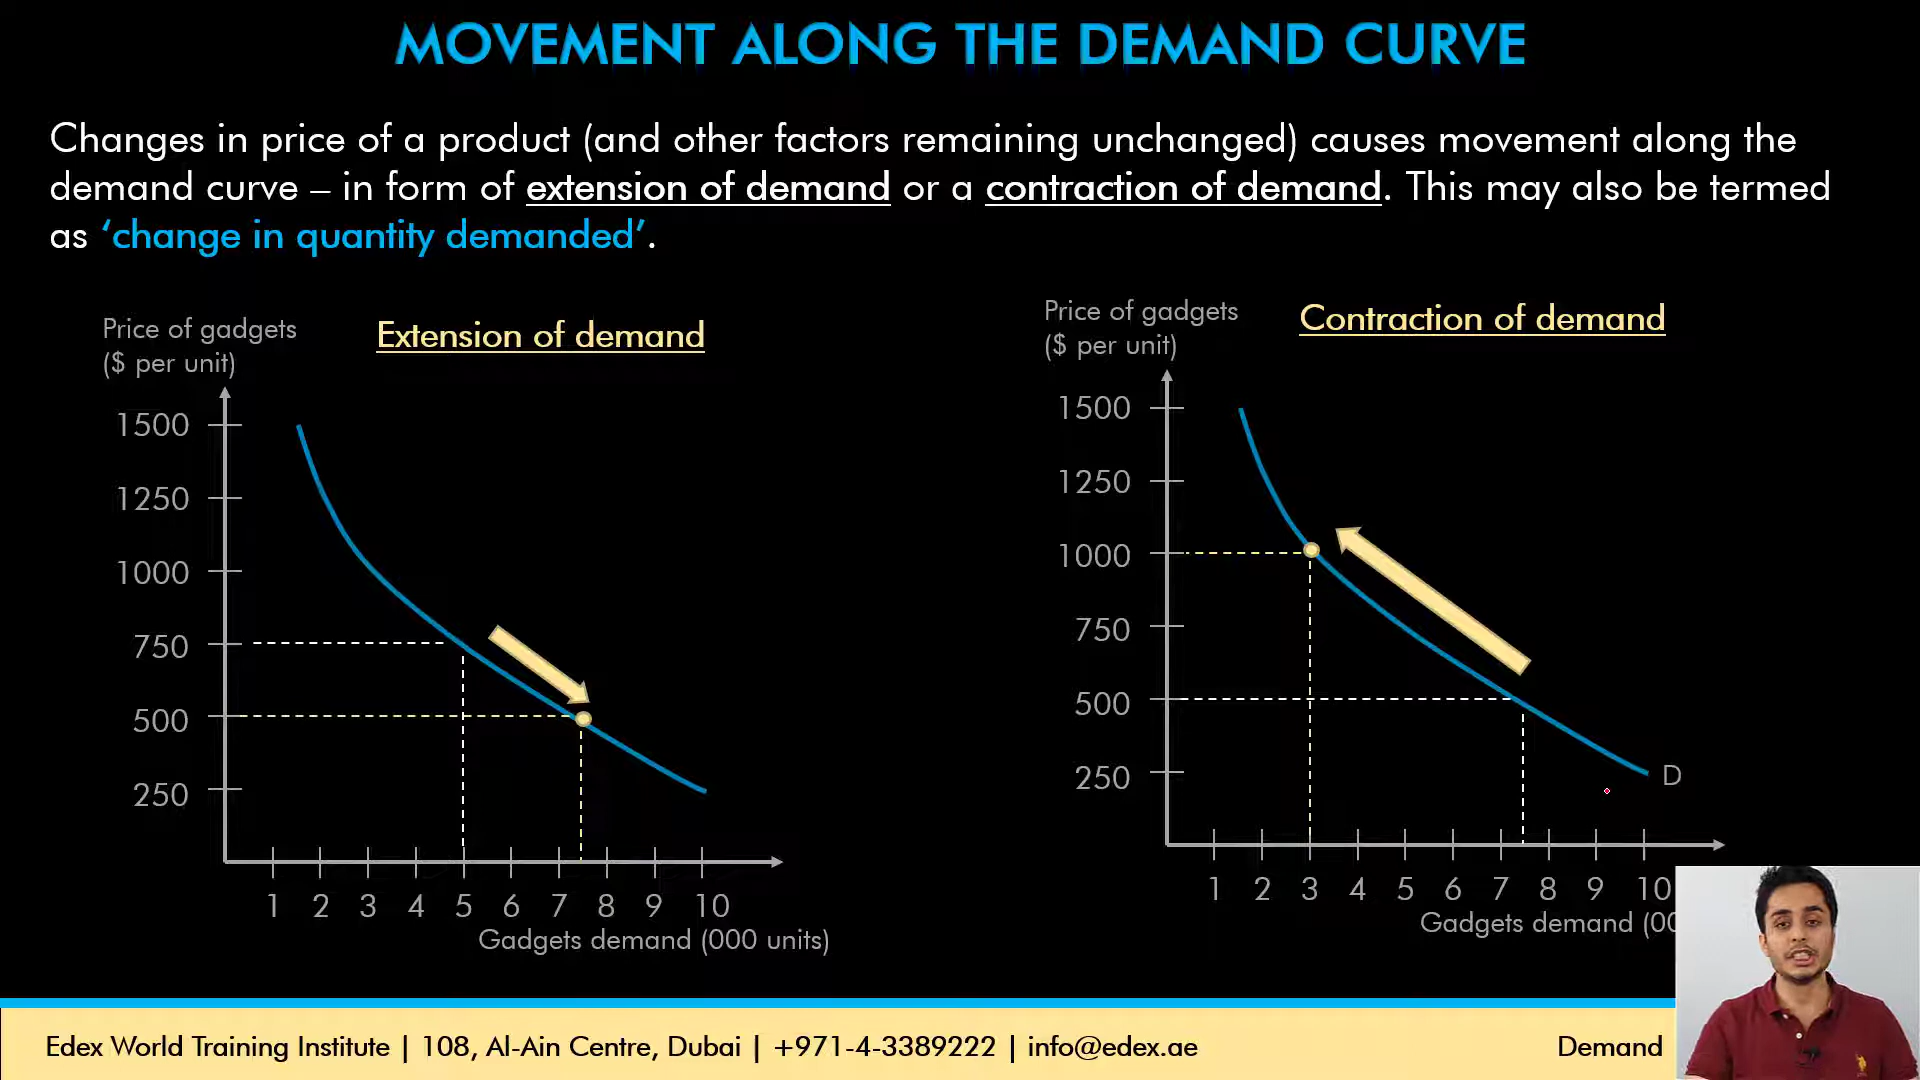 MOVEMENT ALONG THE DEMAND CURVE
Changes in price of a product (and other factors remaining unchanged) causes movement along the
demand curve – in form of extension of demand or a contraction of demand. This may also be termed
as ‘change in quantity demanded’.
Price of gadgets
($ per unit)
Extension of demand
1500
1250
1000
750
500
250
1 2 3 4 5 6 7 8 9 10
Gadgets demand (000 units)
Price of gadgets
($ per unit)
Contraction of demand
1500
1250
1000
750
500
250
D
1 2 3 4 5 6 7 8 9 10
Gadgets demand
Edex World Training Institute | 108, Al-Ain Centre, Dubai | +971-4-3389222 | info@edex.ae
Demand